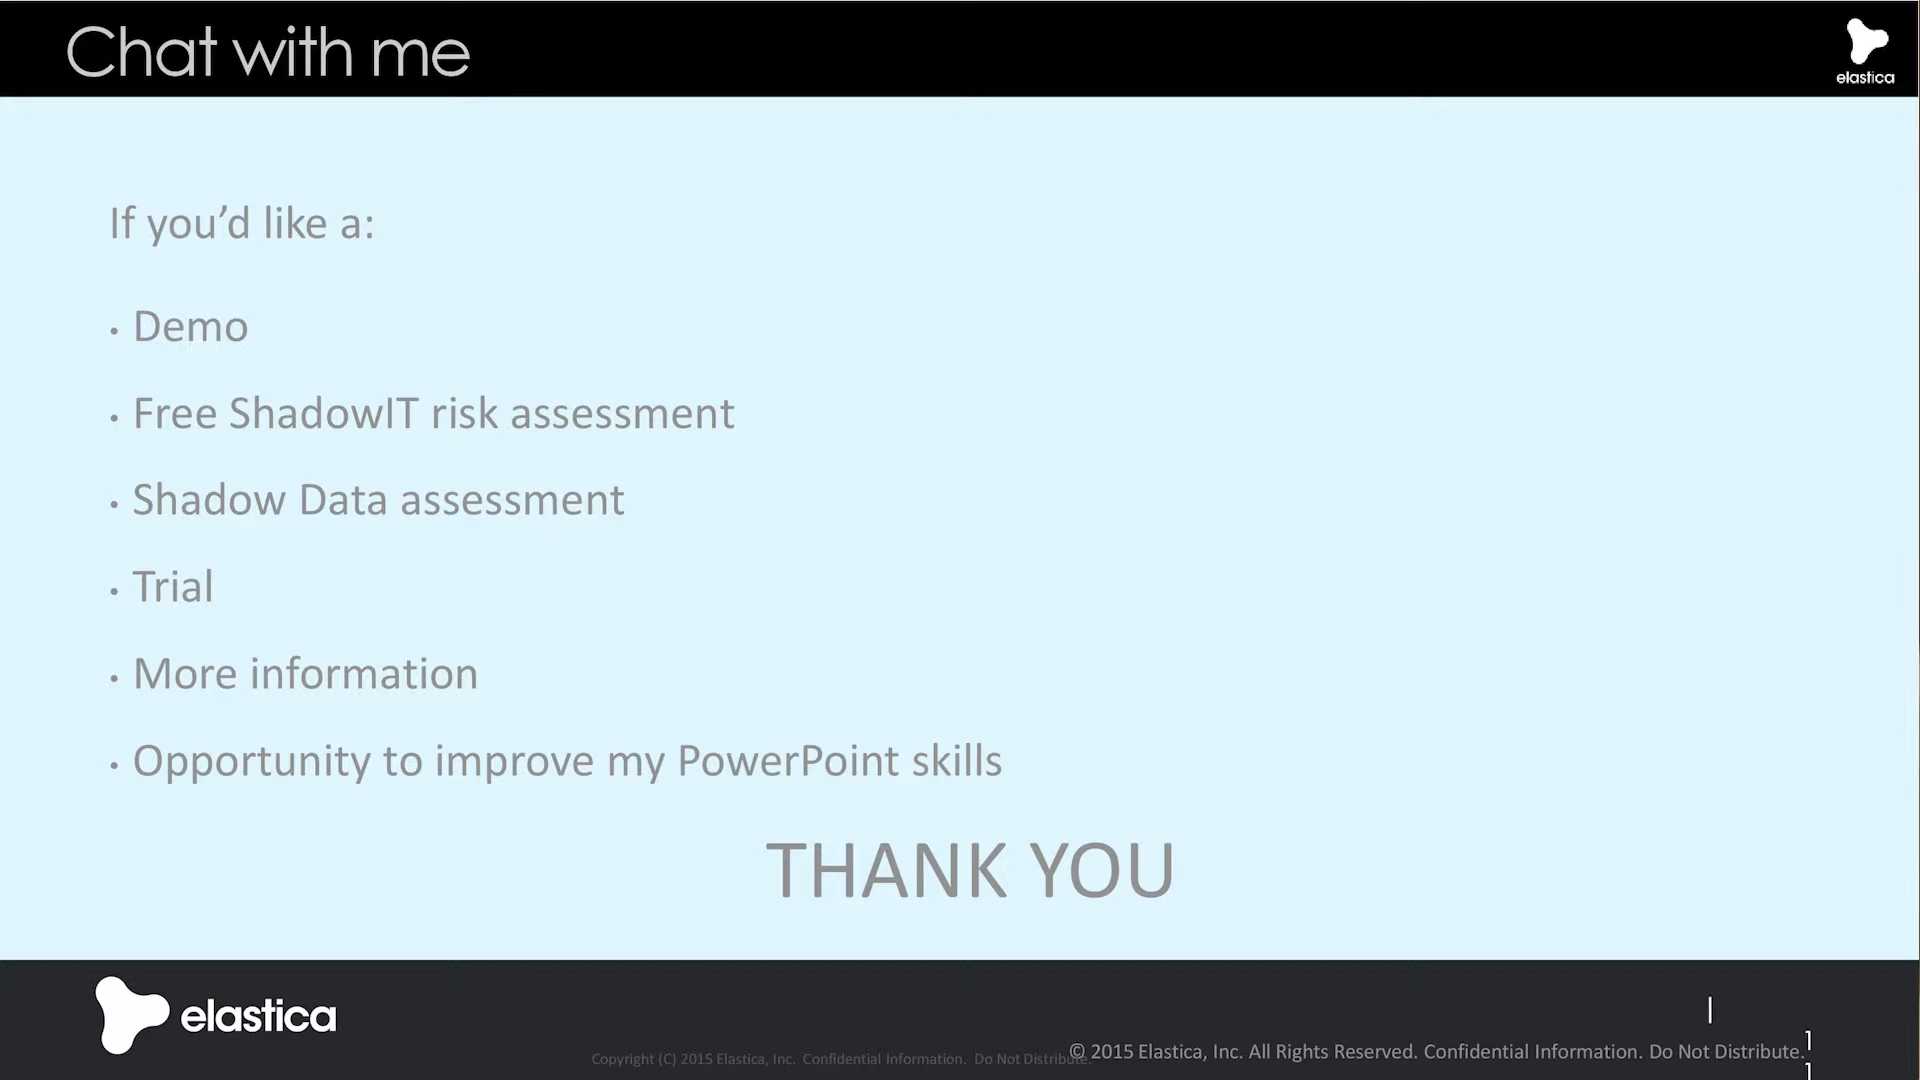 Chat with me
elastica
If you’d like a:
• Demo
• Free ShadowIT risk assessment
• Shadow Data assessment
• Trial
• More information
• Opportunity to improve my PowerPoint skills
THANK YOU
elastica
Copyright (C) 2015 Elastica, Inc. Confidential Information. Do Not Distribute.
© 2015 Elastica, Inc. All Rights Reserved. Confidential Information. Do Not Distribute.